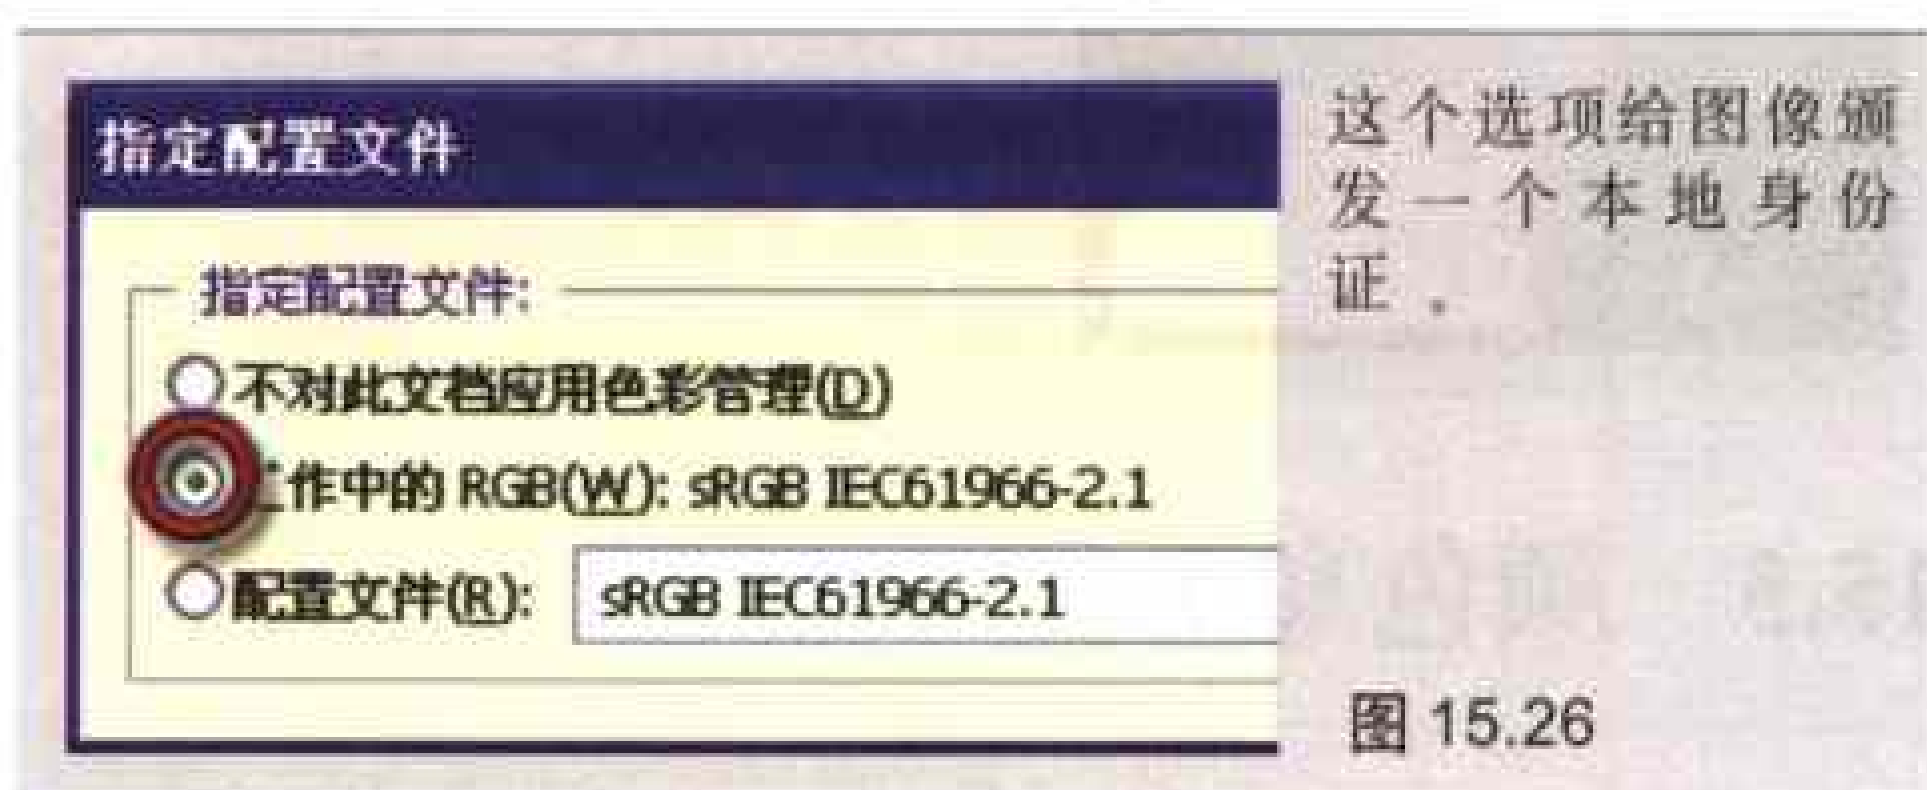 指定配置文件
指定配置文件:
不对此文档应用色彩管理(D)
作中的 RGB(W): sRGB IEC61966-2.1
配置文件(R): sRGB IEC61966-2.1
这个选项给图像颁
发一个本地身份
证。
图 15.26